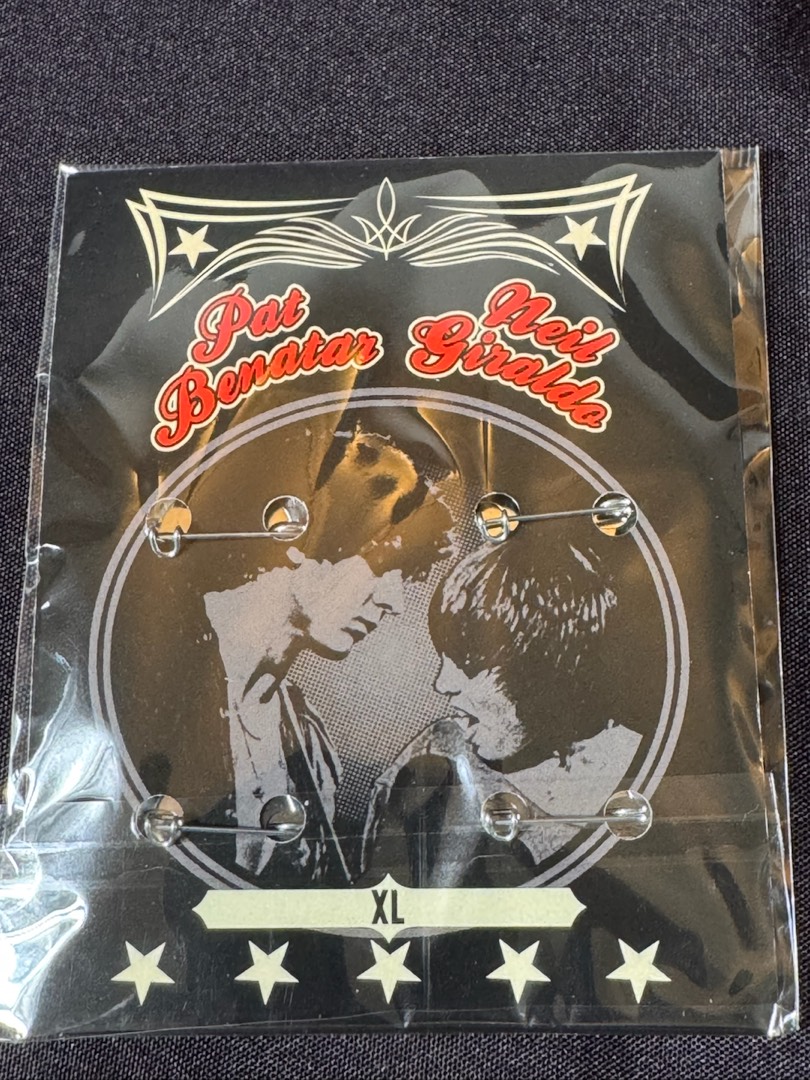 Pat
Benatar
Neil
Giraldo
XL